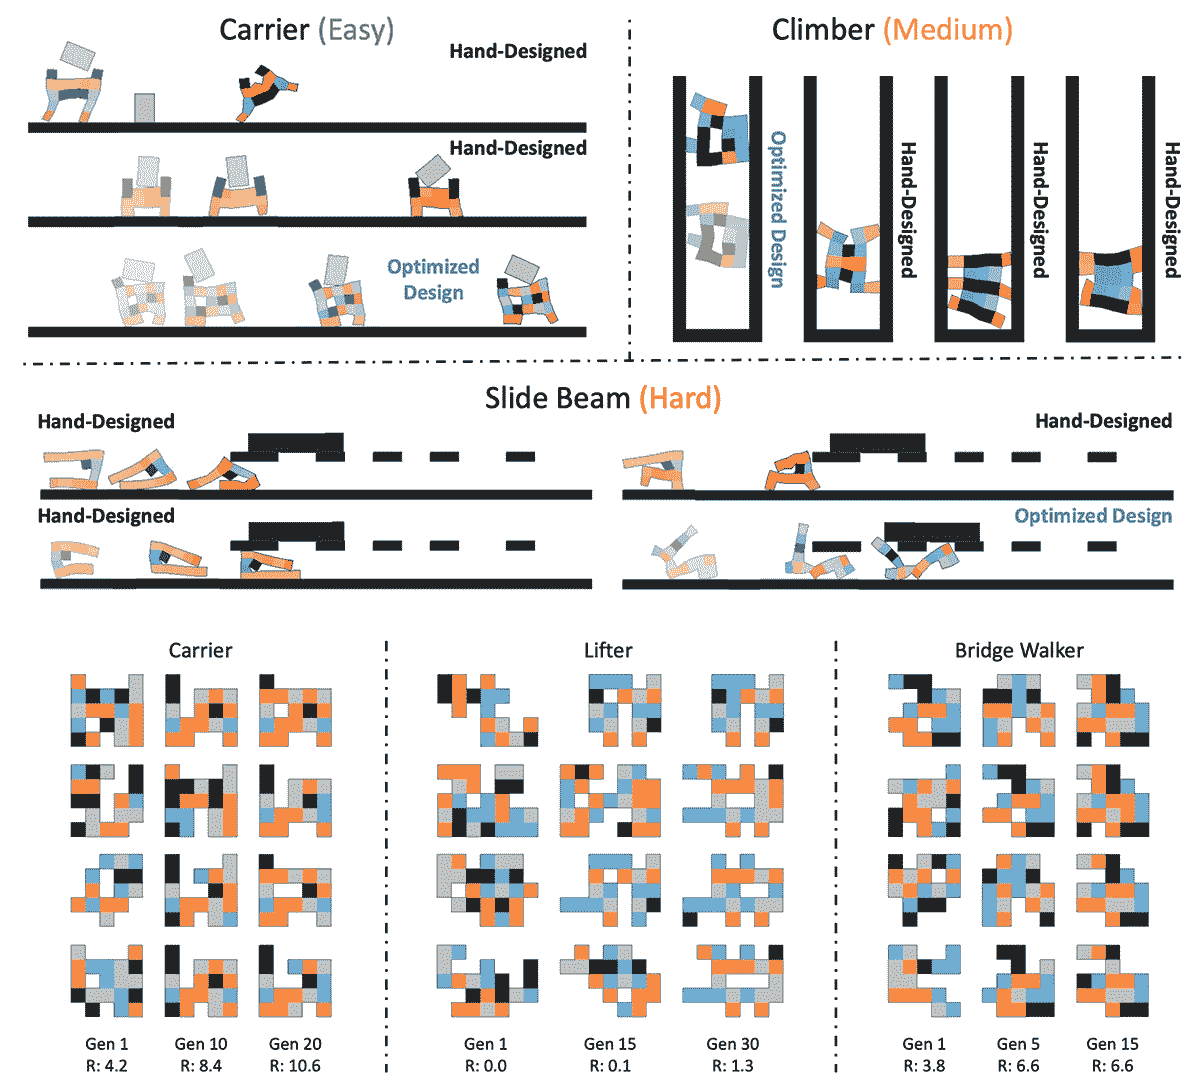 Carrier (Easy)
Hand-Designed
Hand-Designed
Optimized
Design
Climber (Medium)
Optimized Design
Hand-Designed
Hand-Designed
Hand-Designed
Slide Beam (Hard)
Hand-Designed
Hand-Designed
Hand-Designed
Optimized Design
Carrier
Lifter
Bridge Walker
Gen 1
R: 4.2
Gen 10
R: 8.4
Gen 20
R: 10.6
Gen 1
R: 0.0
Gen 15
R: 0.1
Gen 30
R: 1.3
Gen 1
R: 3.8
Gen 5
R: 6.6
Gen 15
R: 6.6